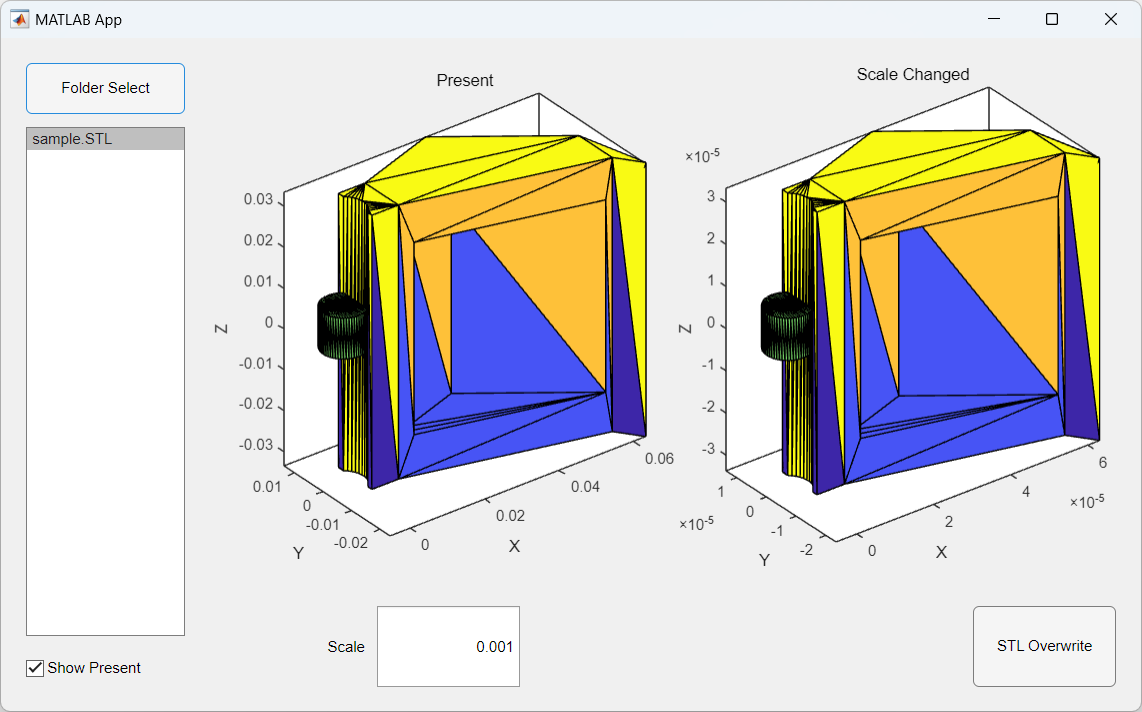 MATLAB App
Folder Select
sample.STL
Show Present
Present
0.03
0.02
0.01
0
-0.01
-0.02
-0.03
Z
0.01
0
-0.01
-0.02
Y
0
0.02
0.04
0.06
X
Scale Changed
×10⁻⁵
3
2
1
0
-1
-2
-3
Z
1
0
-1
-2
×10⁻⁵
Y
0
2
4
6
×10⁻⁵
X
Scale
0.001
STL Overwrite